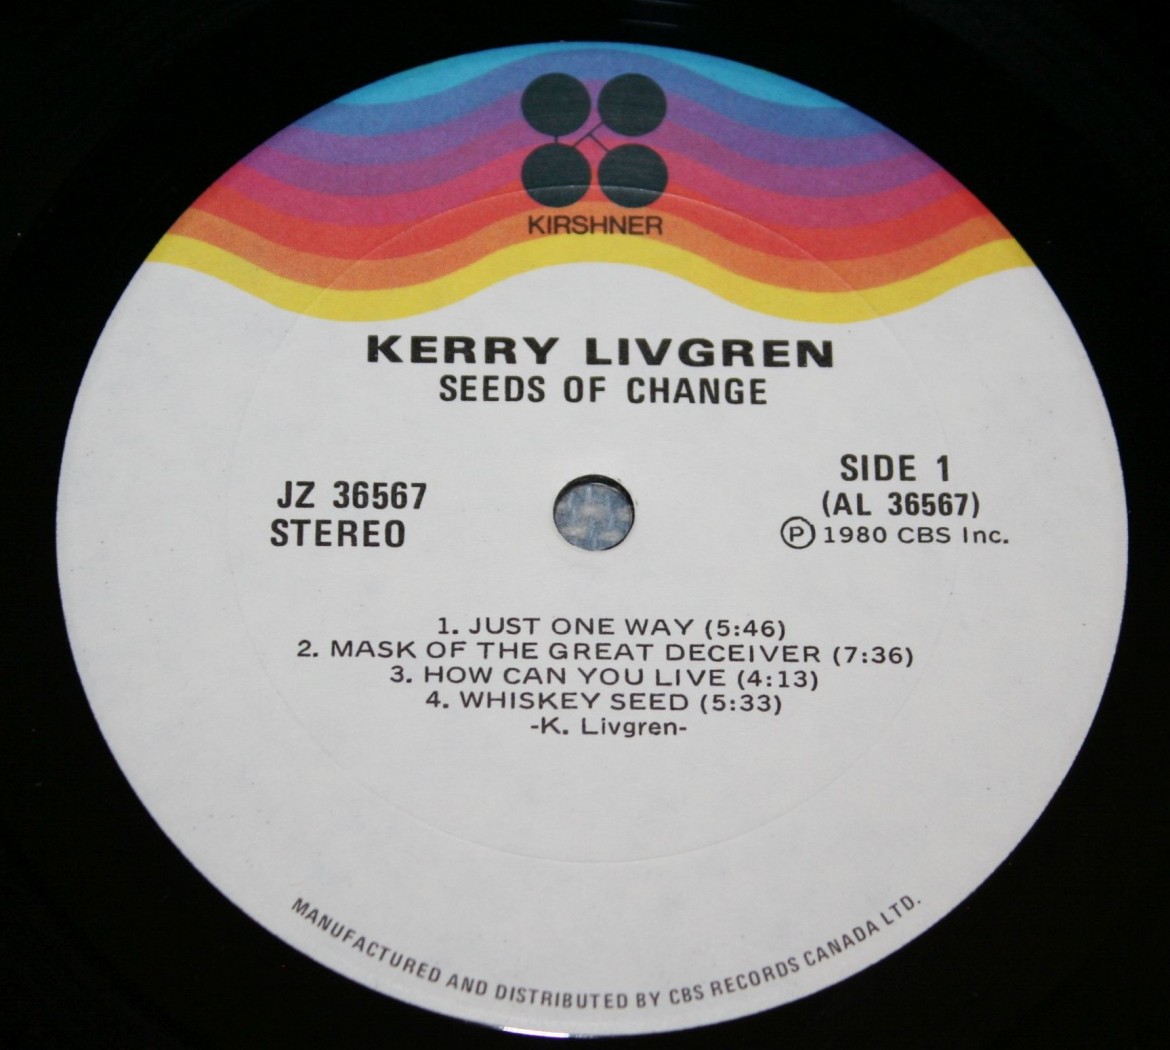 KIRSHNER
KERRY LIVGREN
SEEDS OF CHANGE
JZ 36567
STEREO
SIDE 1
(AL 36567)
Ⓟ 1980 CBS Inc.
1. JUST ONE WAY (5:46)
2. MASK OF THE GREAT DECEIVER (7:36)
3. HOW CAN YOU LIVE (4:13)
4. WHISKEY SEED (5:33)
-K. Livgren-
MANUFACTURED AND DISTRIBUTED BY CBS RECORDS CANADA LTD.